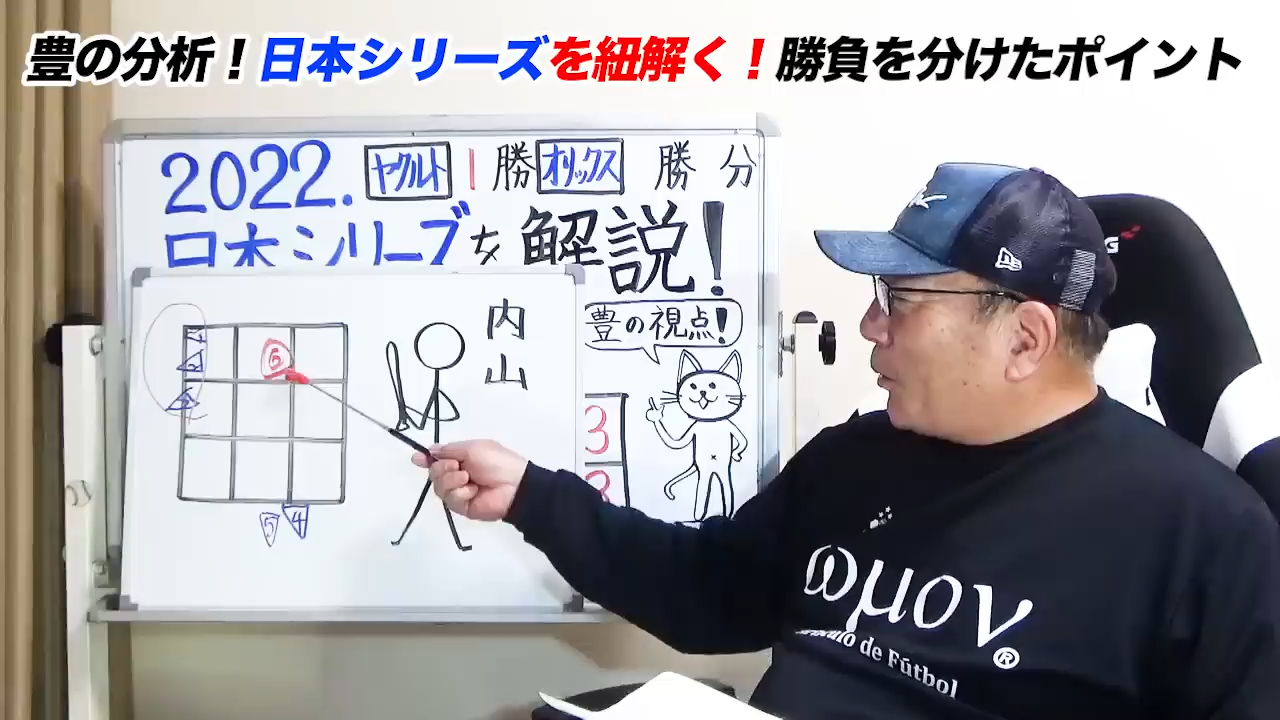 豊の分析！日本シリーズを紐解く！勝負を分けたポイント
2022. ヤクルト 1 勝 オリックス 勝 分
日本シリーズを解説！
内山
豊の視点！
6
5 4
3
3
ωμον
®
de Fútbol